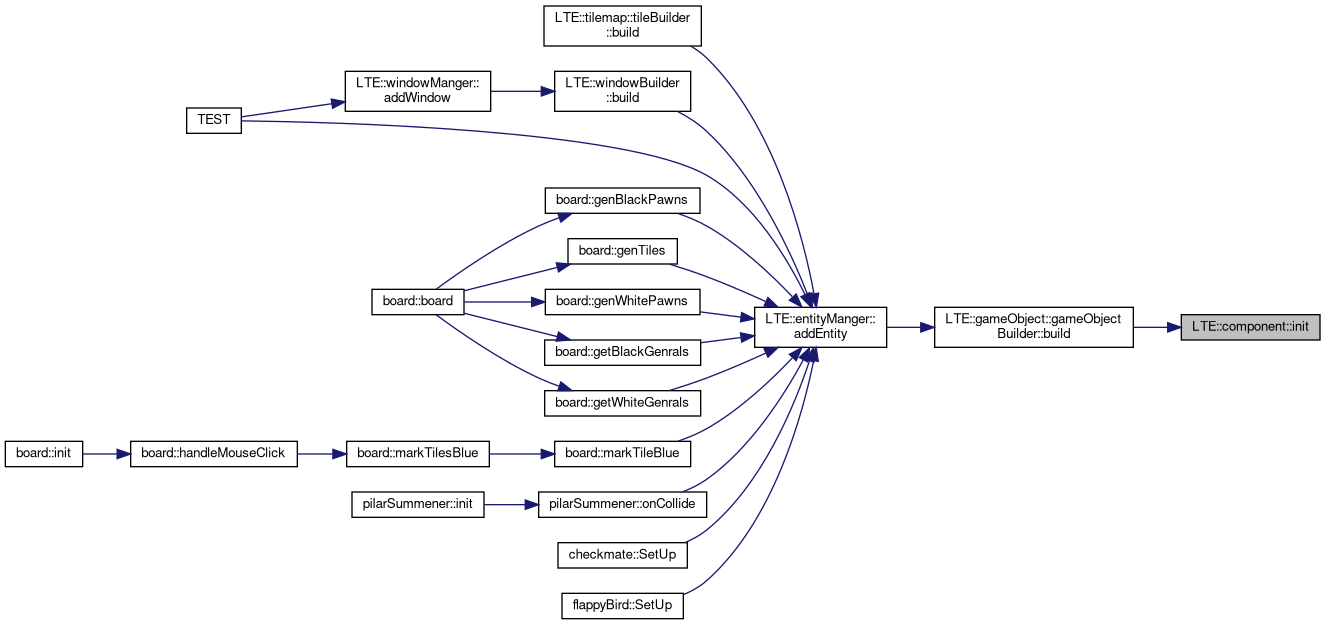 LTE::tilemap::tileBuilder
::build
LTE::windowManger::
addWindow
LTE::windowBuilder
::build
TEST
board::genBlackPawns
board::genTiles
board::board
board::genWhitePawns
LTE::entityManger::
addEntity
LTE::gameObject::gameObject
Builder::build
LTE::component::init
board::getBlackGenrals
board::getWhiteGenrals
board::init
board::handleMouseClick
board::markTilesBlue
board::markTileBlue
pilarSummener::init
pilarSummener::onCollide
checkmate::SetUp
flappyBird::SetUp